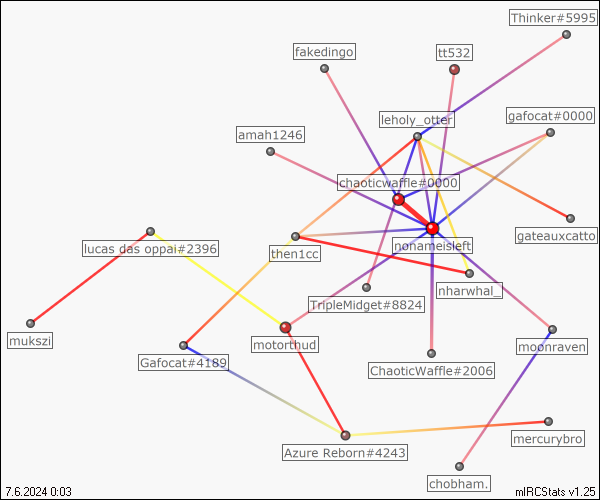 Thinker#5995
fakedingo
tt532
gafocat#0000
leholy_otter
amah1246
chaoticwaffle#0000
gateauxcatto
nonameisleft
lucas das oppai#2396
then1cc
nharwhal_
TripleMidget#8824
mukszi
motorthud
moonraven
Gafocat#4189
ChaoticWaffle#2006
mercurybro
Azure Reborn#4243
chobham.
7.6.2024 0:03
mIRCStats v1.25